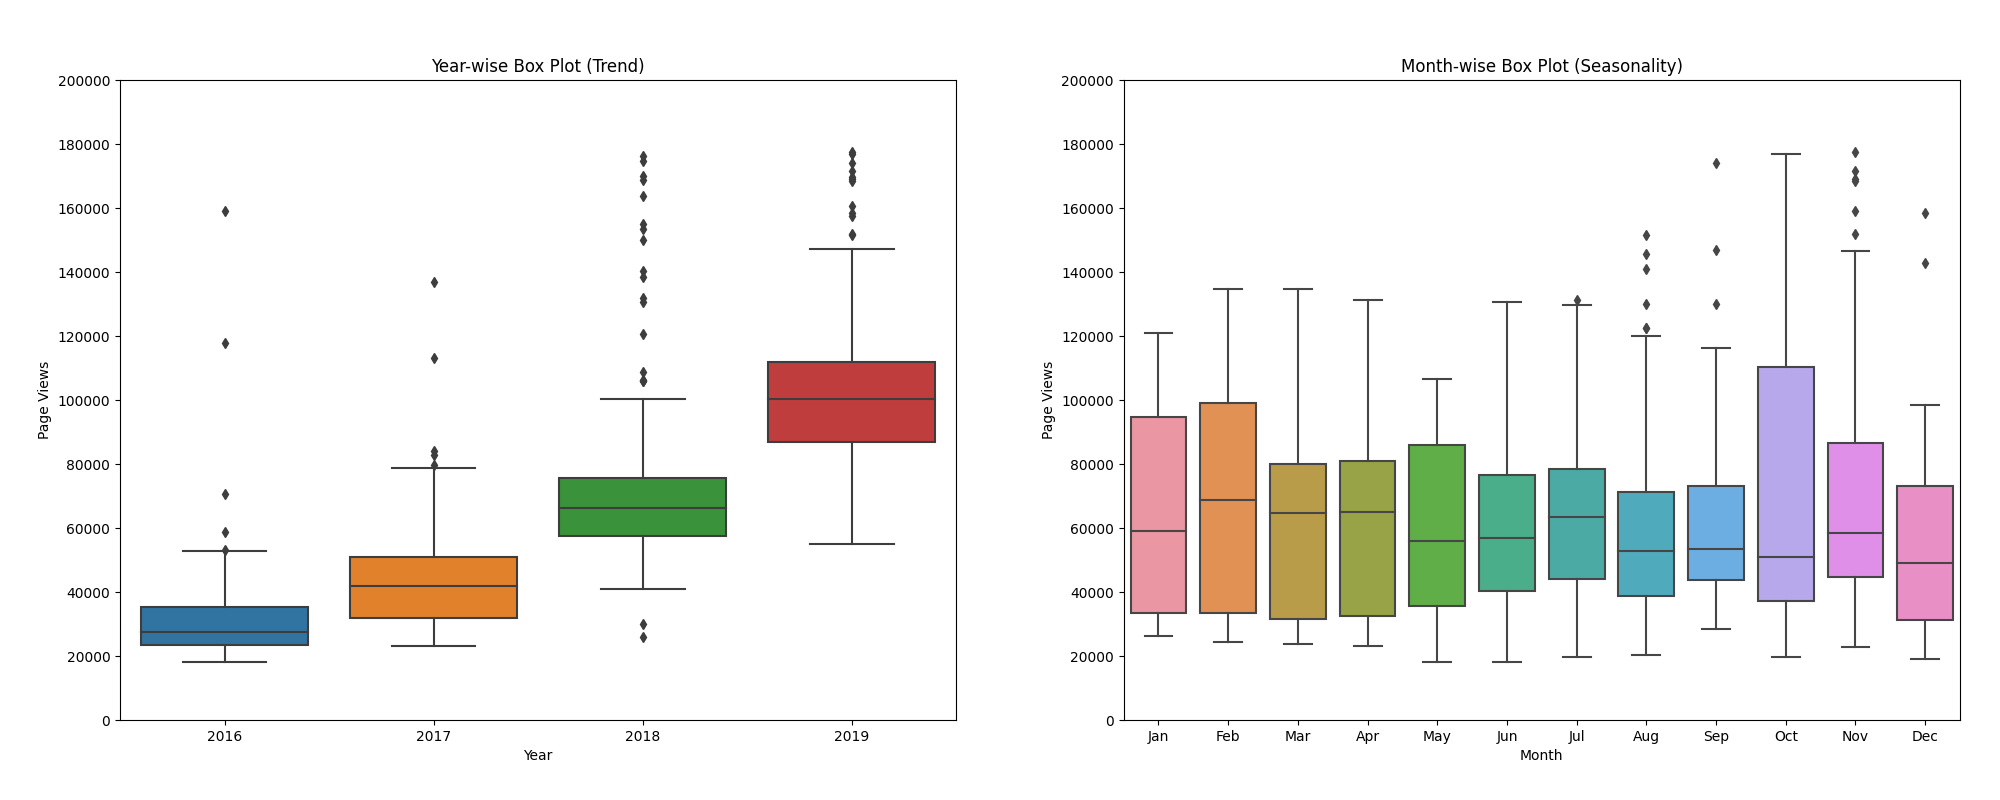 Year-wise Box Plot (Trend)
200000
180000
160000
140000
120000
100000
80000
60000
40000
20000
0
Page Views
2016 2017 2018 2019
Year
Month-wise Box Plot (Seasonality)
200000
180000
160000
140000
120000
100000
80000
60000
40000
20000
0
Page Views
Jan Feb Mar Apr May Jun Jul Aug Sep Oct Nov Dec
Month